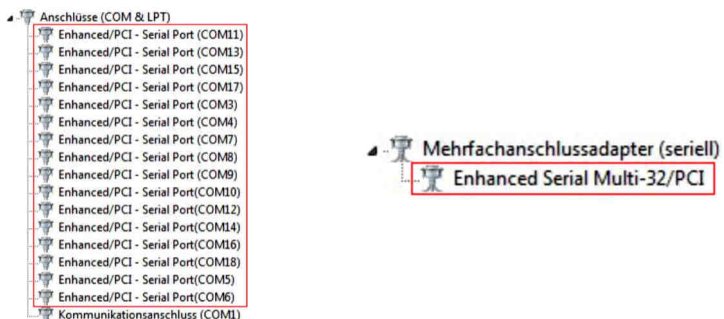 Anschlüsse (COM & LPT)
Enhanced/PCI - Serial Port (COM11)
Enhanced/PCI - Serial Port (COM13)
Enhanced/PCI - Serial Port (COM15)
Enhanced/PCI - Serial Port (COM17)
Enhanced/PCI - Serial Port (COM3)
Enhanced/PCI - Serial Port (COM4)
Enhanced/PCI - Serial Port (COM7)
Enhanced/PCI - Serial Port (COM8)
Enhanced/PCI - Serial Port (COM9)
Enhanced/PCI - Serial Port(COM10)
Enhanced/PCI - Serial Port(COM12)
Enhanced/PCI - Serial Port(COM14)
Enhanced/PCI - Serial Port(COM16)
Enhanced/PCI - Serial Port(COM18)
Enhanced/PCI - Serial Port(COM5)
Enhanced/PCI - Serial Port(COM6)
Kommunikationsanschluss (COM1)
Mehrfachanschlussadapter (seriell)
Enhanced Serial Multi-32/PCI